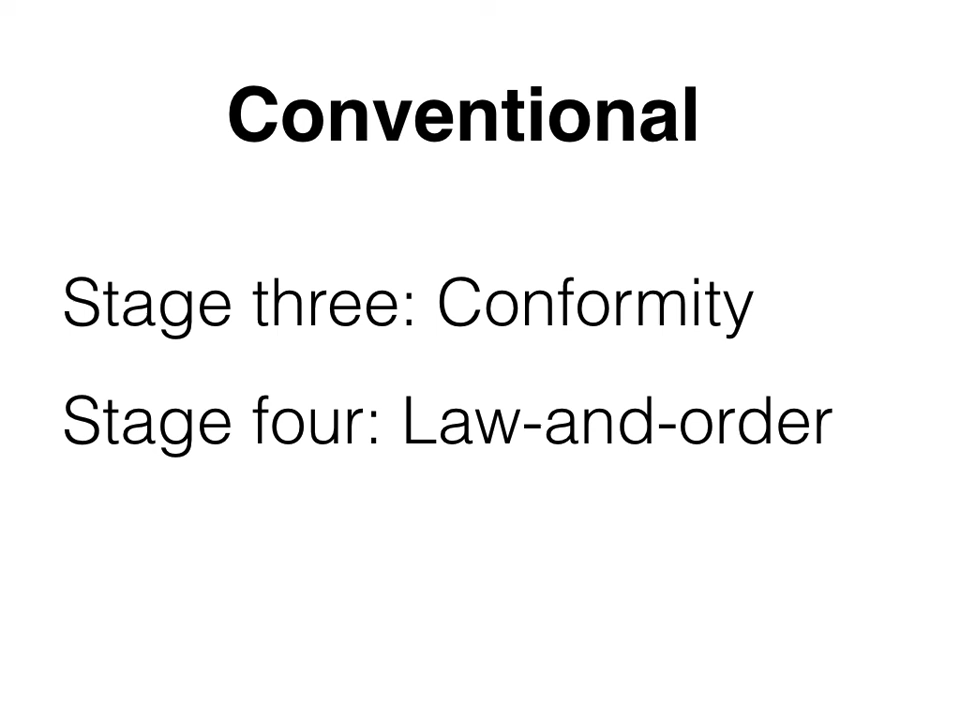 Conventional
Stage three: Conformity
Stage four: Law-and-order